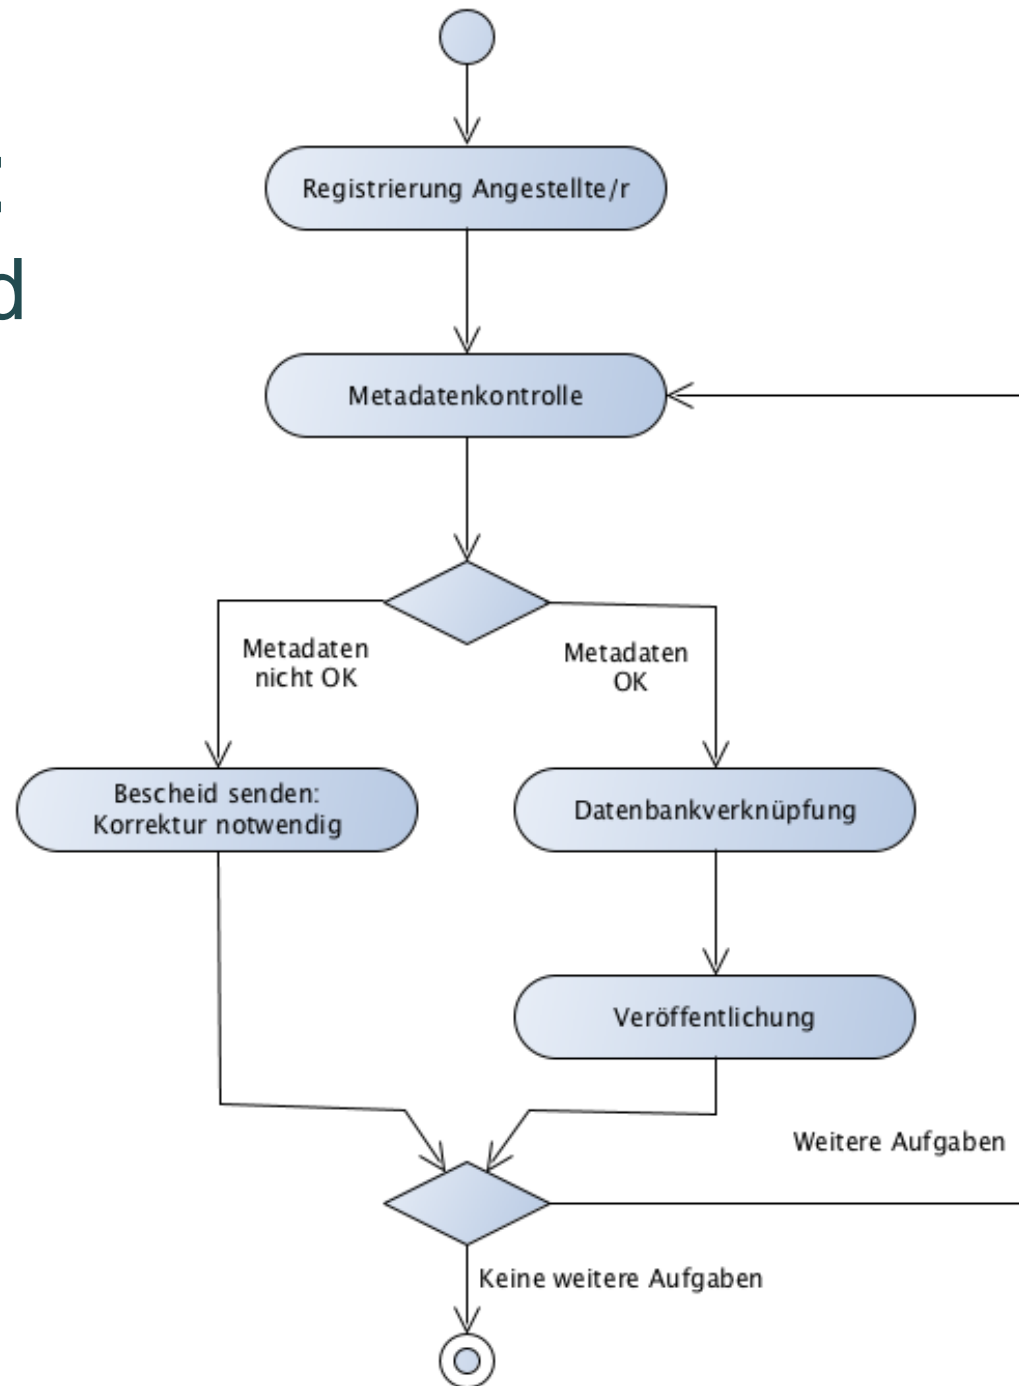 d
Registrierung Angestellte/r
Metadatenkontrolle
Metadaten
nicht OK
Metadaten
OK
Bescheid senden:
Korrektur notwendig
Datenbankverknüpfung
Veröffentlichung
Weitere Aufgaben
Keine weitere Aufgaben